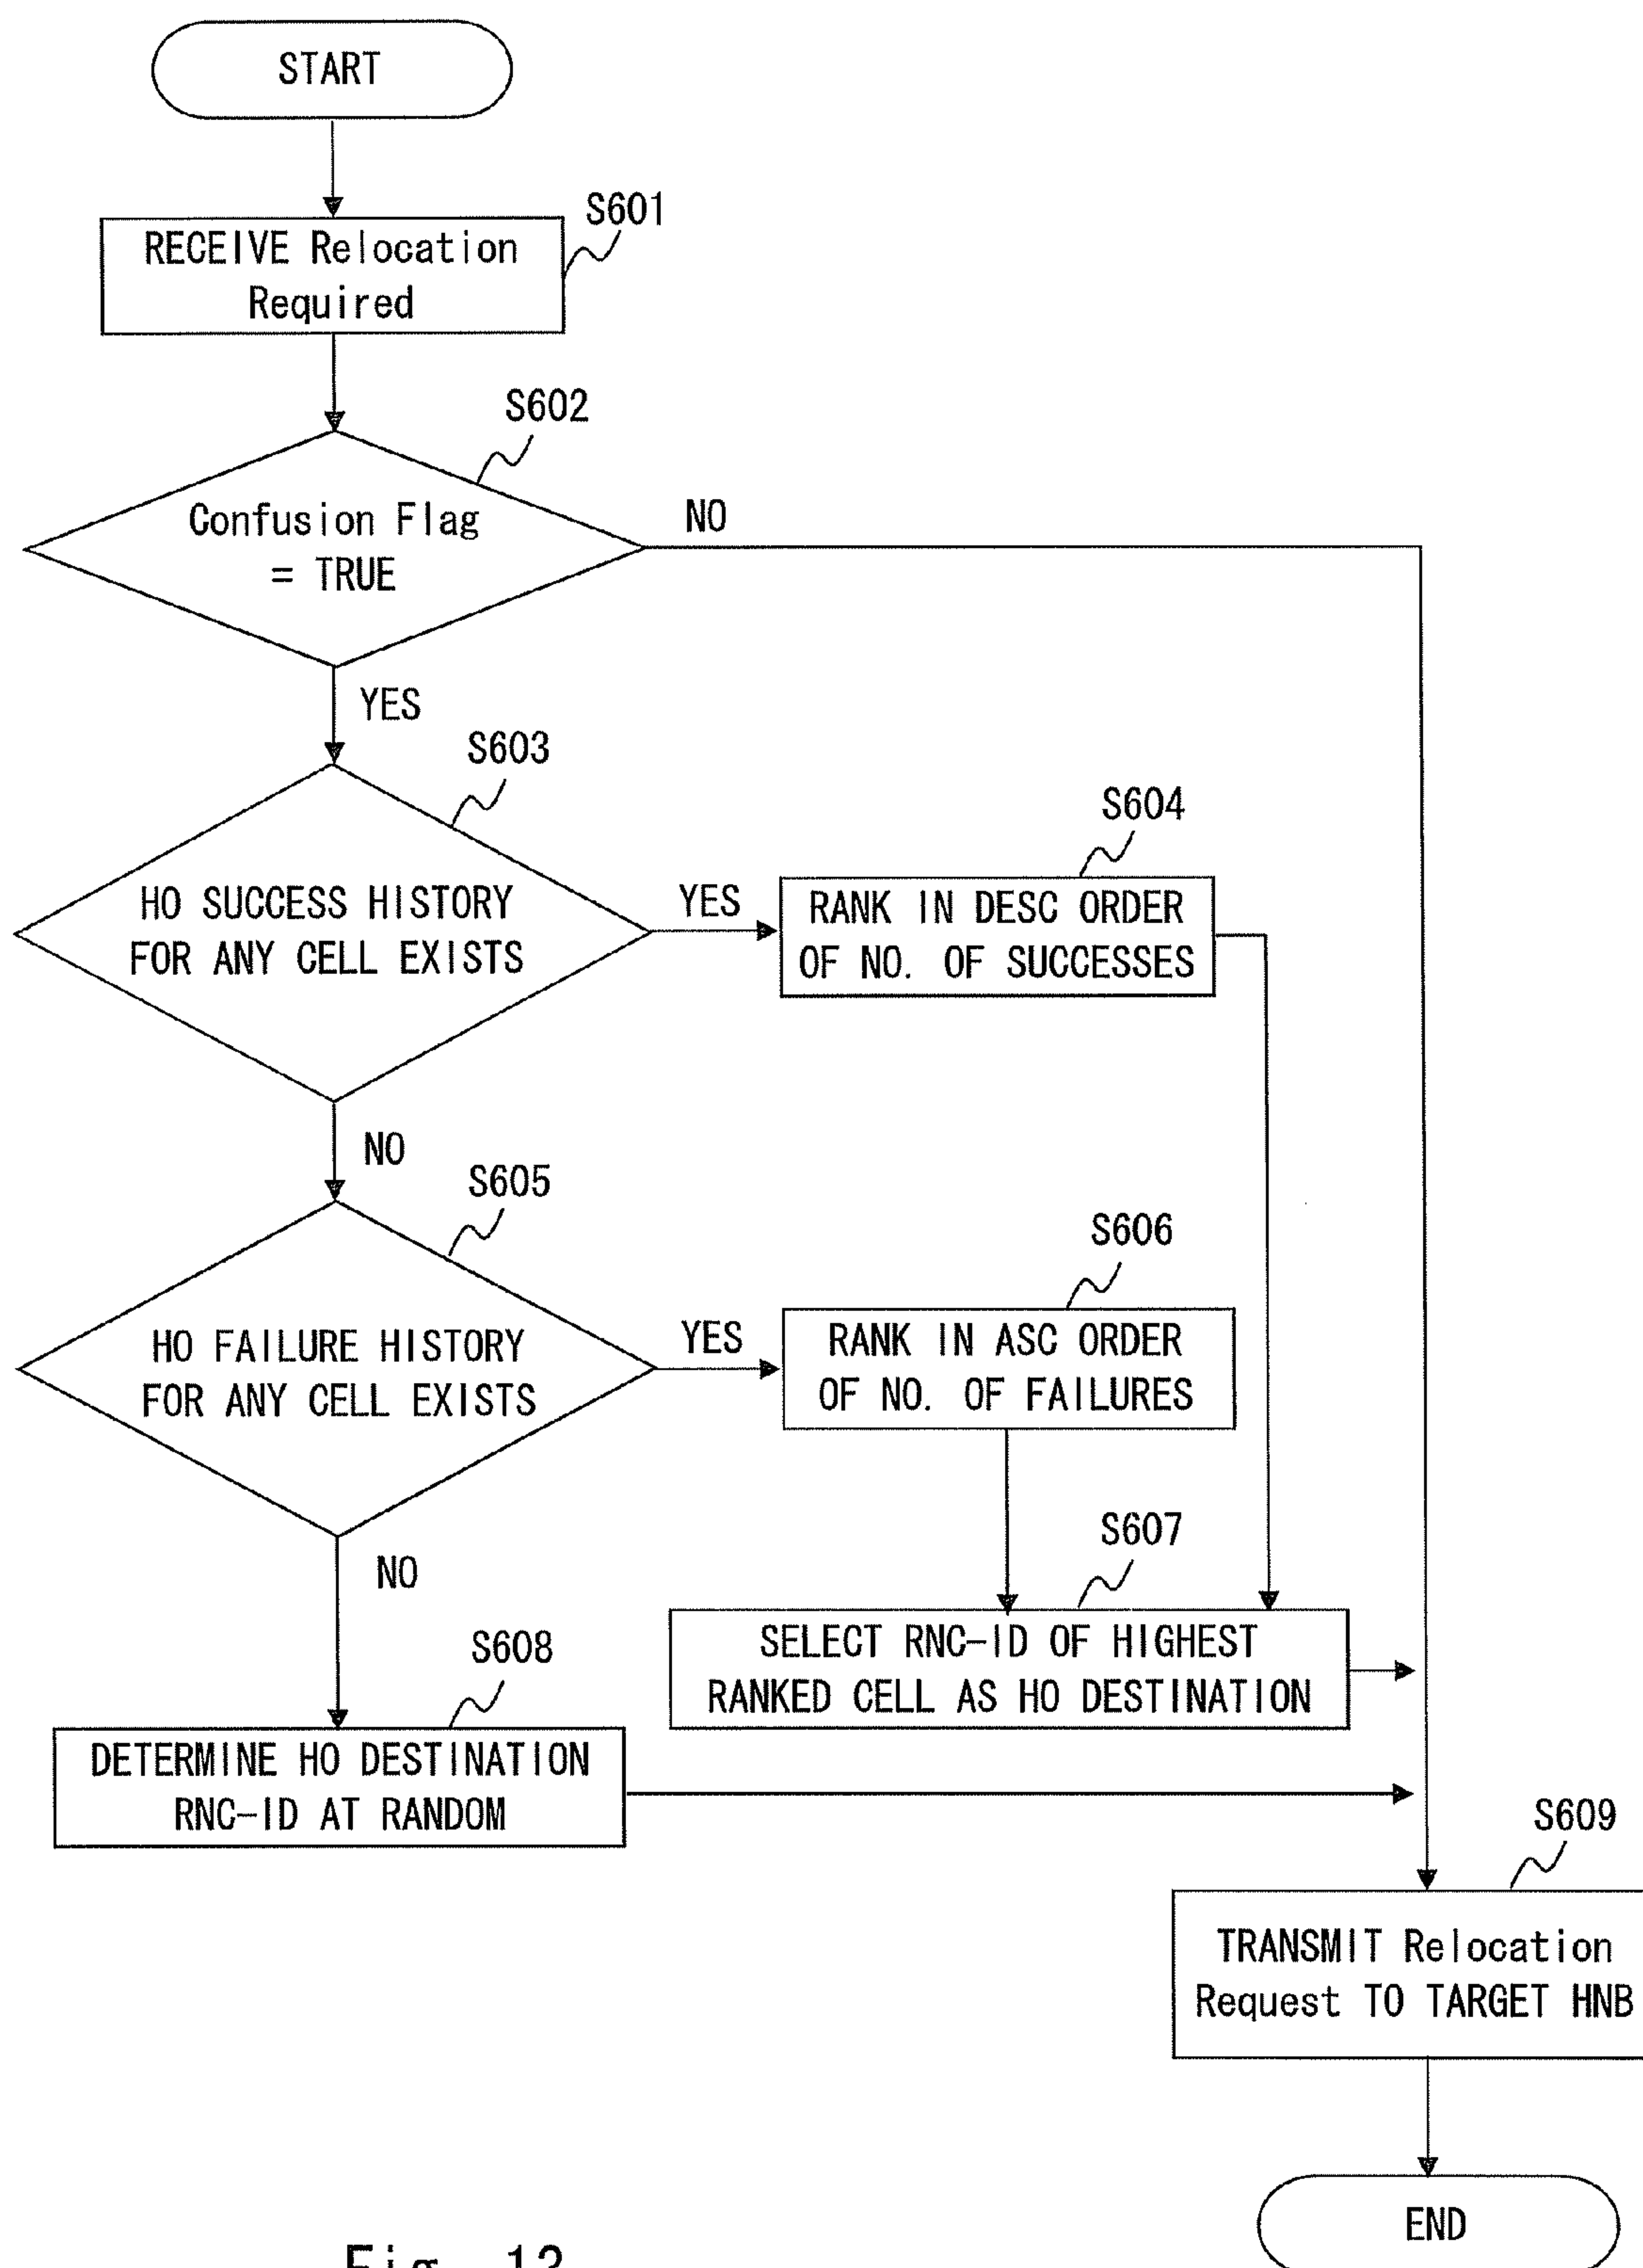 START
S601
RECEIVE Relocation
Required
S602
Confusion Flag
= TRUE
NO
YES
S603
HO SUCCESS HISTORY
FOR ANY CELL EXISTS
YES
S604
RANK IN DESC ORDER
OF NO. OF SUCCESSES
NO
S605
HO FAILURE HISTORY
FOR ANY CELL EXISTS
YES
S606
RANK IN ASC ORDER
OF NO. OF FAILURES
NO
S607
SELECT RNC-ID OF HIGHEST
RANKED CELL AS HO DESTINATION
S608
DETERMINE HO DESTINATION
RNC-ID AT RANDOM
S609
TRANSMIT Relocation
Request TO TARGET HNB
END